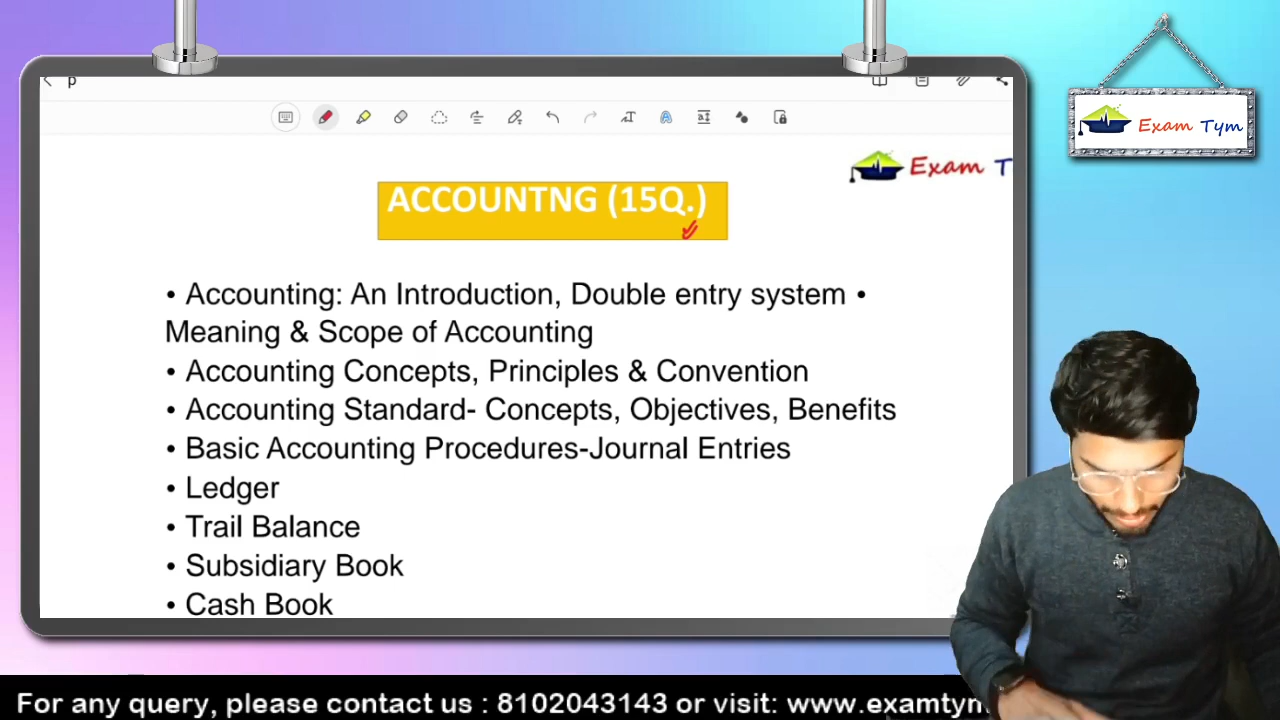 p
Exam Tym
Exam T
ACCOUNTNG (15Q.)
• Accounting: An Introduction, Double entry system •
Meaning & Scope of Accounting
• Accounting Concepts, Principles & Convention
• Accounting Standard- Concepts, Objectives, Benefits
• Basic Accounting Procedures-Journal Entries
• Ledger
• Trail Balance
• Subsidiary Book
• Cash Book
For any query, please contact us : 8102043143 or visit: www.examtym